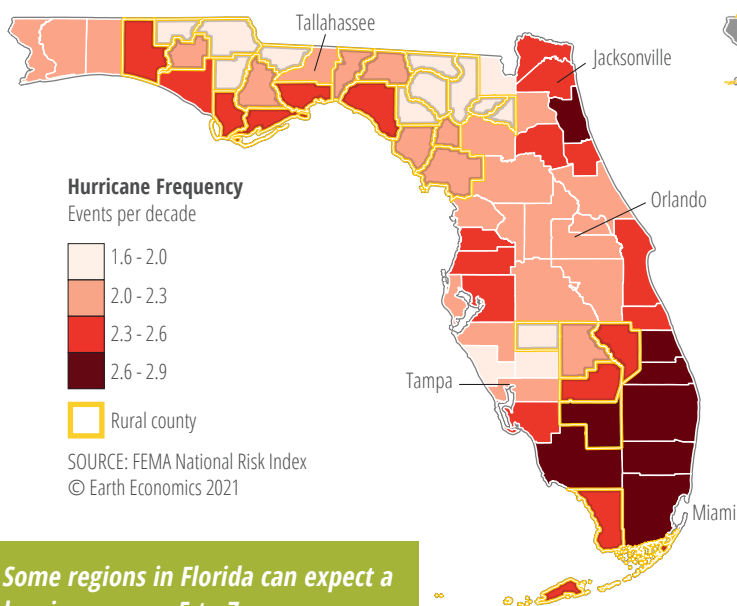 Tallahassee
Jacksonville
Hurricane Frequency
Events per decade
Orlando
1.6 - 2.0
2.0 - 2.3
2.3 - 2.6
2.6 - 2.9
Tampa
Rural county
SOURCE: FEMA National Risk Index
© Earth Economics 2021
Miami
Some regions in Florida can expect a